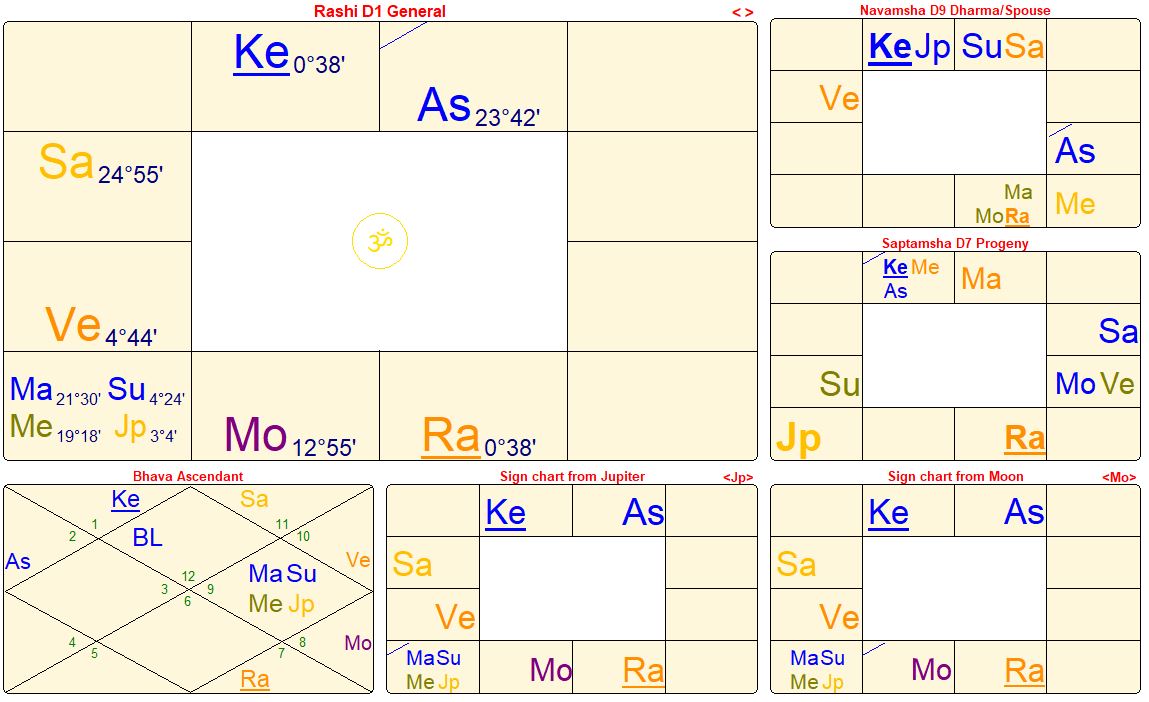 Rashi D1 General
< >
Ke 0°38'
As 23°42'
Sa 24°55'
ॐ
Ve 4°44'
Ma 21°30' Su 4°24'
Me 19°18' Jp 3°4'
Mo 12°55'
Ra 0°38'
Navamsha D9 Dharma/Spouse
Ke Jp Su Sa
Ve
As
Ma
Mo Ra
Me
Saptamsha D7 Progeny
Ke Me
Ma
As
Sa
Su
Mo Ve
Jp
Ra
Bhava Ascendant
Ke
Sa
1
11
2
BL
10
As
Ve
12
Ma Su
3
9
6
Me Jp
4
8
Mo
5
7
Ra
Sign chart from Jupiter
<Jp>
Ke
As
Sa
Ve
Ma Su
Me Jp
Mo
Ra
Sign chart from Moon
<Mo>
Ke
As
Sa
Ve
Ma Su
Me Jp
Mo
Ra